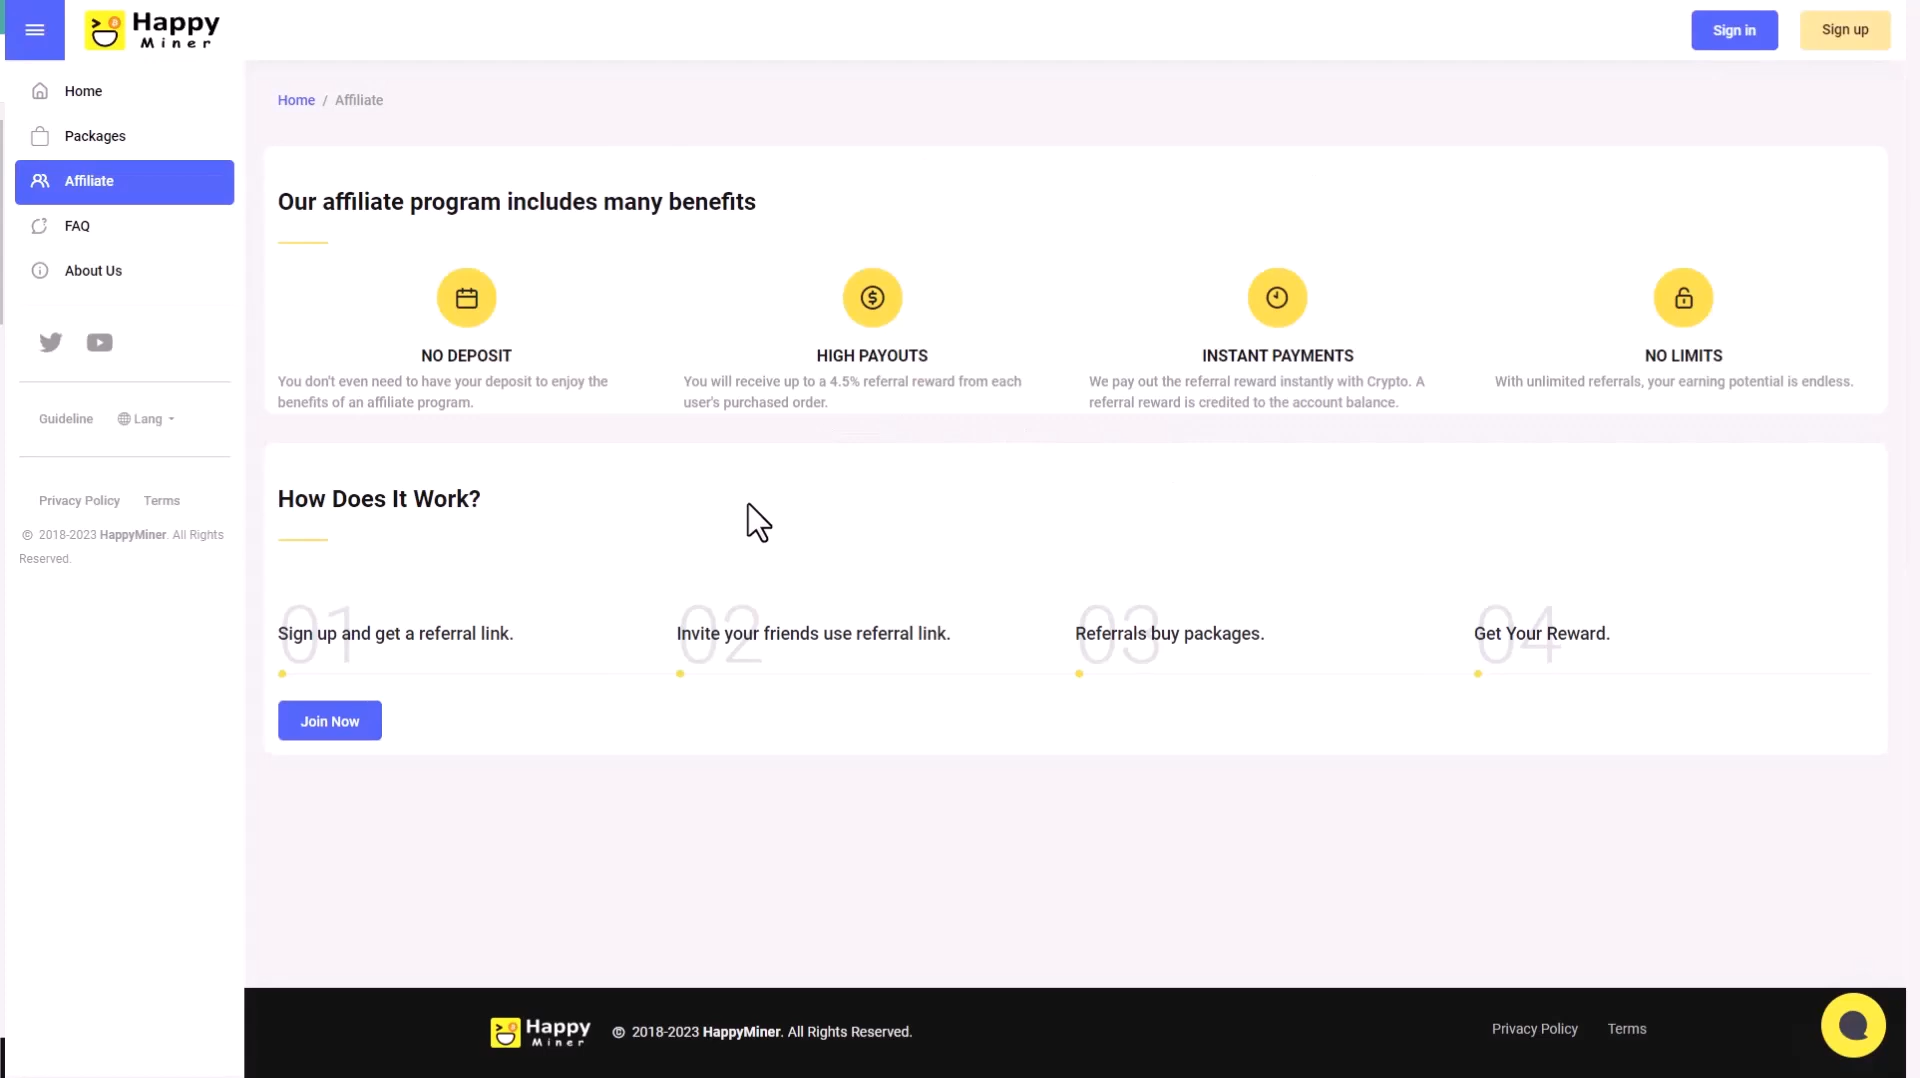 Happy
Miner
Sign in
Sign up
Home
Packages
Affiliate
FAQ
About Us
Guideline
Lang
Privacy Policy
Terms
© 2018-2023 HappyMiner. All Rights
Reserved.
Home / Affiliate
Our affiliate program includes many benefits
NO DEPOSIT
You don't even need to have your deposit to enjoy the
benefits of an affiliate program.
HIGH PAYOUTS
You will receive up to a 4.5% referral reward from each
user's purchased order.
INSTANT PAYMENTS
We pay out the referral reward instantly with Crypto. A
referral reward is credited to the account balance.
NO LIMITS
With unlimited referrals, your earning potential is endless.
How Does It Work?
01
Sign up and get a referral link.
02
Invite your friends use referral link.
03
Referrals buy packages.
04
Get Your Reward.
Join Now
Happy
Miner
© 2018-2023 HappyMiner. All Rights Reserved.
Privacy Policy
Terms